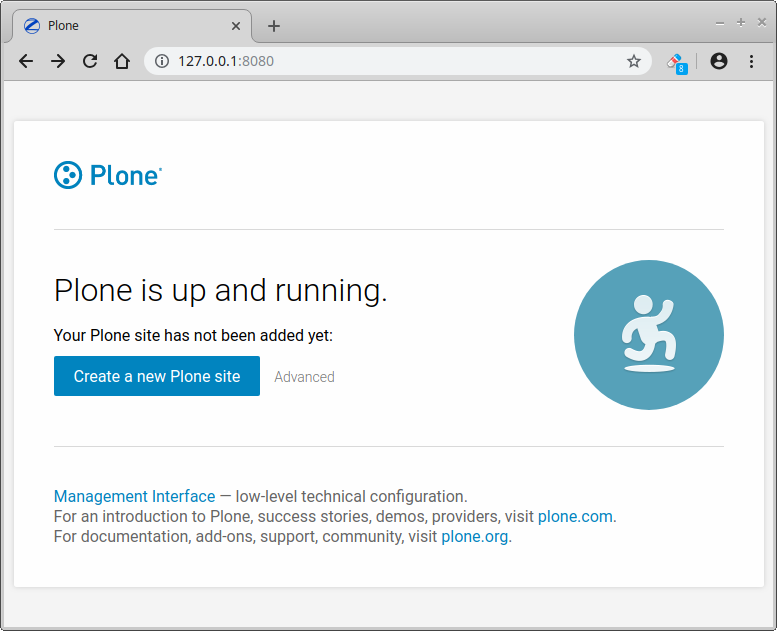 Plone
127.0.0.1:8080
8
Plone
Plone is up and running.
Your Plone site has not been added yet:
Create a new Plone site Advanced
Management Interface — low-level technical configuration.
For an introduction to Plone, success stories, demos, providers, visit plone.com.
For documentation, add-ons, support, community, visit plone.org.